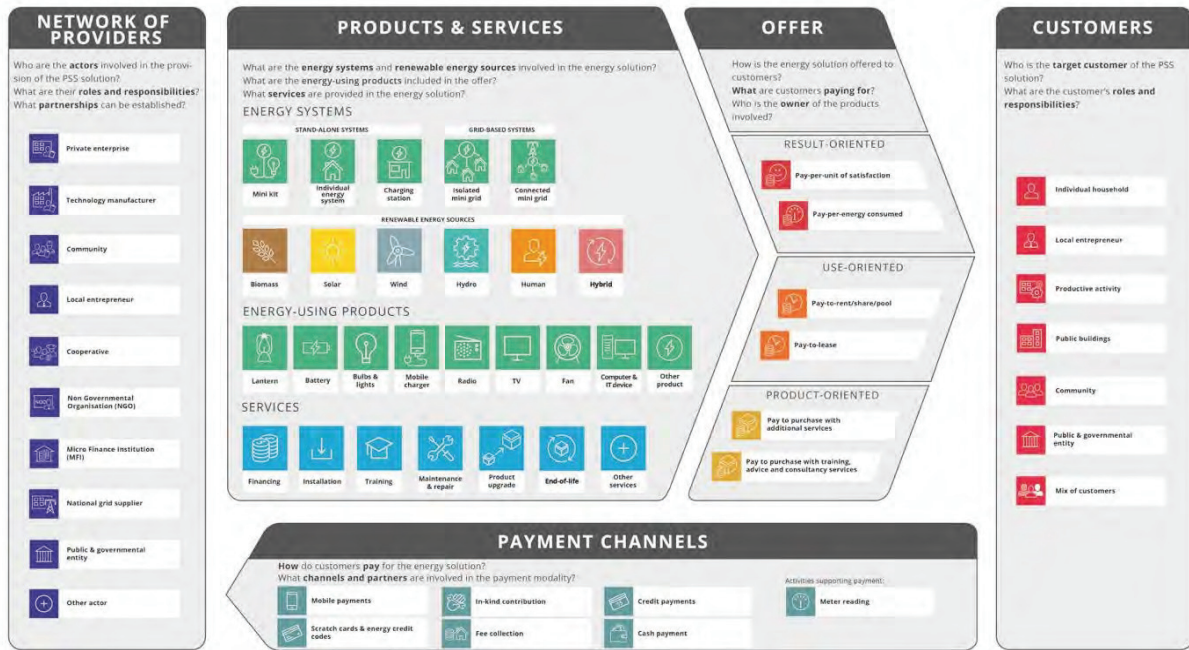 NETWORK OF
PROVIDERS
Who are the actors involved in the provi-
sion of the PSS solution?
What are their roles and responsibilities?
What partnerships can be established?
Private enterprise
Technology manufacturer
Community
Local entrepreneur
Cooperative
Non Governmental
Organisation (NGO)
Micro Finance Institution
(MFI)
National grid supplier
Public & governmental
entity
Other actor
PRODUCTS & SERVICES
What are the energy systems and renewable energy sources involved in the energy solution?
What are the energy-using products included in the offer?
What services are provided in the energy solution?
ENERGY SYSTEMS
STAND-ALONE SYSTEMS
GRID-BASED SYSTEMS
Mini kit
Individual
energy
system
Charging
station
Isolated
mini grid
Connected
mini grid
RENEWABLE ENERGY SOURCES
Biomass
Solar
Wind
Hydro
Human
Hybrid
ENERGY-USING PRODUCTS
Lantern
Battery
Bulbs &
lights
Mobile
charger
Radio
TV
Fan
Computer &
IT device
Other
product
SERVICES
Financing
Installation
Training
Maintenance
& repair
Product
upgrade
End-of-life
Other
services
OFFER
How is the energy solution offered to
customers?
What are customers paying for?
Who is the owner of the products
involved?
RESULT-ORIENTED
Pay-per-unit of satisfaction
Pay-per-energy consumed
USE-ORIENTED
Pay-to-rent/share/pool
Pay-to-lease
PRODUCT-ORIENTED
Pay to purchase with
additional services
Pay to purchase with training,
advice and consultancy services
CUSTOMERS
Who is the target customer of the PSS
solution?
What are the customer's roles and
responsibilities?
Individual household
Local entrepreneur
Productive activity
Public buildings
Community
Public & governmental
entity
Mix of customers
PAYMENT CHANNELS
How do customers pay for the energy solution?
What channels and partners are involved in the payment modality?
Mobile payments
In-kind contribution
Credit payments
Scratch cards & energy credit
codes
Fee collection
Cash payment
Activities supporting payment:
Meter reading